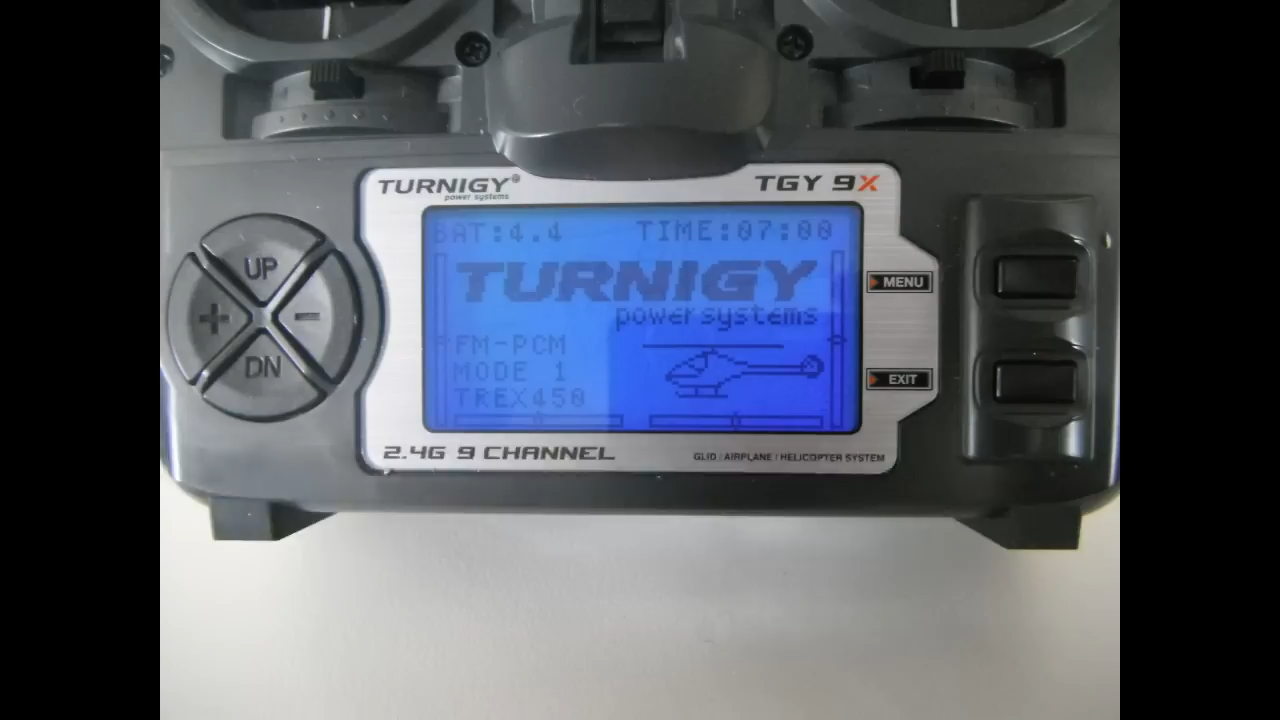 TURNIGY®
power systems
TGY 9X
BAT:4.4 TIME:07:00
TURNIGY
power systems
FM-PCM
MODE 1
TREX450
UP
+ −
DN
MENU
EXIT
2.4G 9 CHANNEL
GLID / AIRPLANE / HELICOPTER SYSTEM